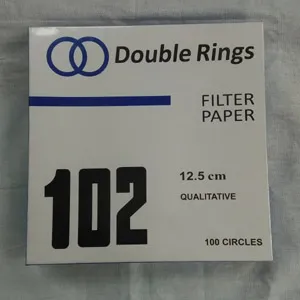 Double Rings
FILTER
PAPER
102
12.5 cm
QUALITATIVE
100 CIRCLES